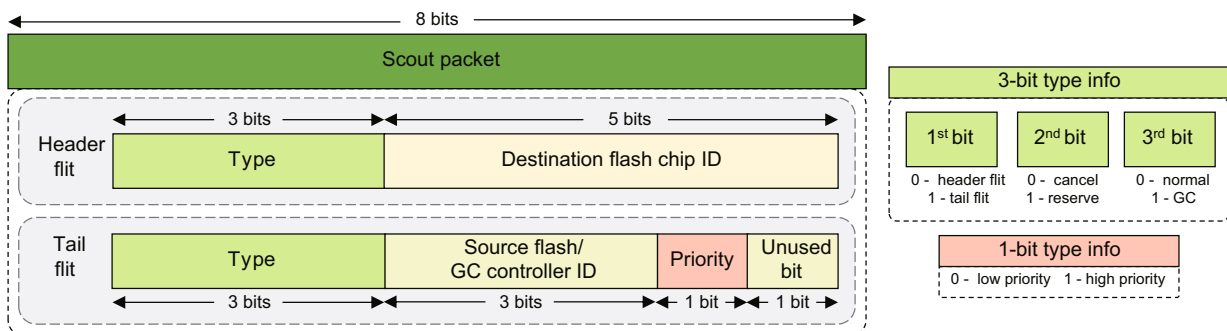 8 bits
Scout packet
3 bits
5 bits
Header
flit
Type
Destination flash chip ID
Tail
flit
Type
Source flash/
GC controller ID
Priority
Unused
bit
3 bits
3 bits
1 bit
1 bit
3-bit type info
1st bit
2nd bit
3rd bit
0 - header flit
1 - tail flit
0 - cancel
1 - reserve
0 - normal
1 - GC
1-bit type info
0 - low priority 1 - high priority